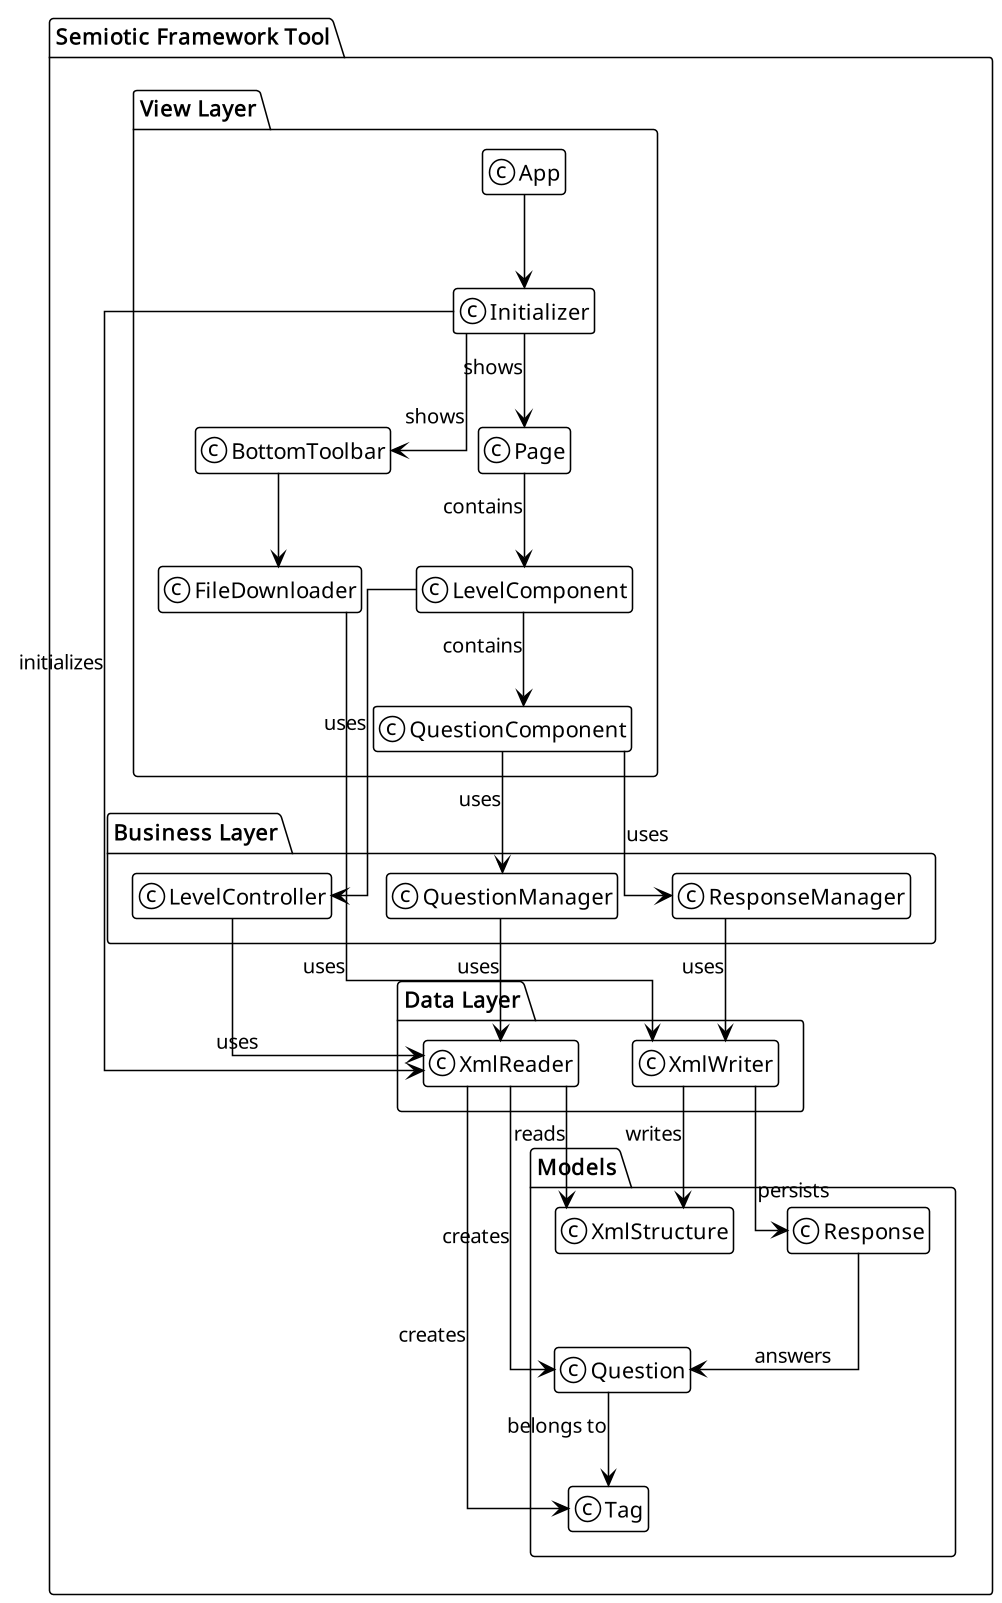 Semiotic Framework Tool
View Layer
C App
C Initializer
shows
shows
C BottomToolbar
C Page
contains
C FileDownloader
C LevelComponent
contains
initializes
uses
C QuestionComponent
uses
uses
Business Layer
C LevelController
C QuestionManager
C ResponseManager
uses
uses
uses
Data Layer
uses
C XmlReader
C XmlWriter
reads
writes
Models
persists
C XmlStructure
C Response
creates
creates
answers
C Question
belongs to
C Tag